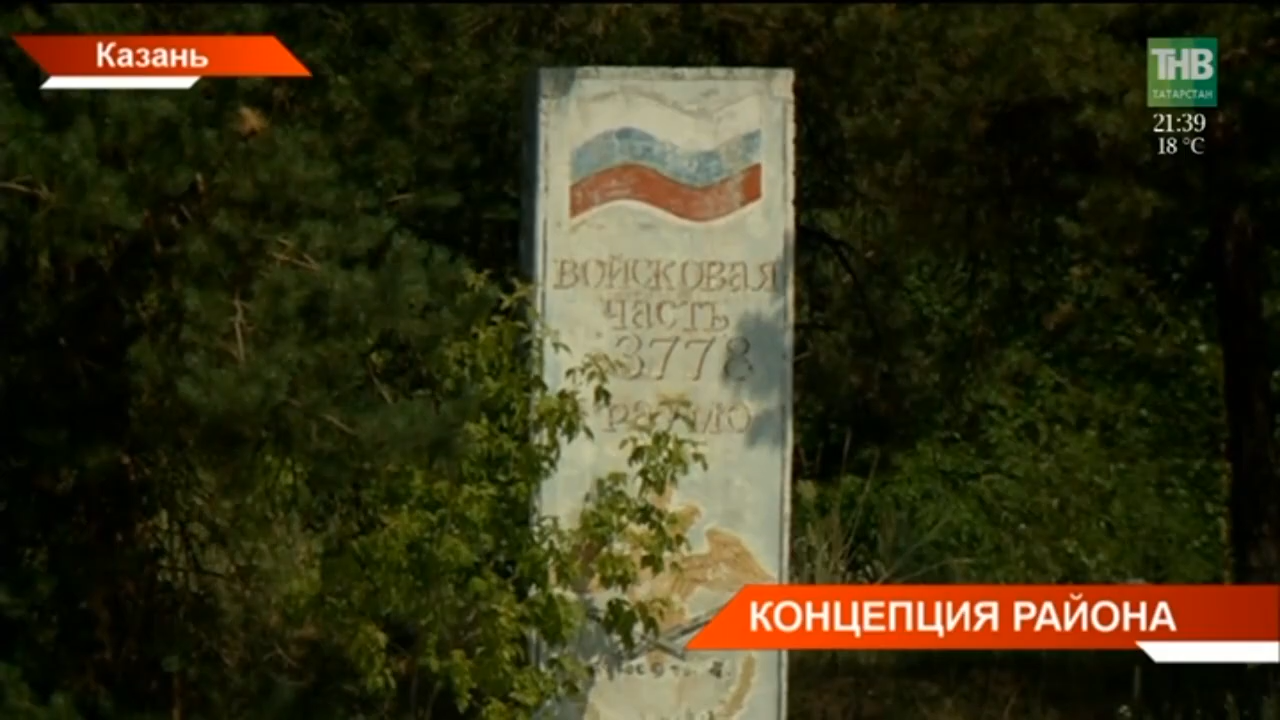 Казань
ТНВ
ТАТАРСТАН
21:39
18 °C
ВОЙСКОВАЯ
часть
3778
КОНЦЕПЦИЯ РАЙОНА